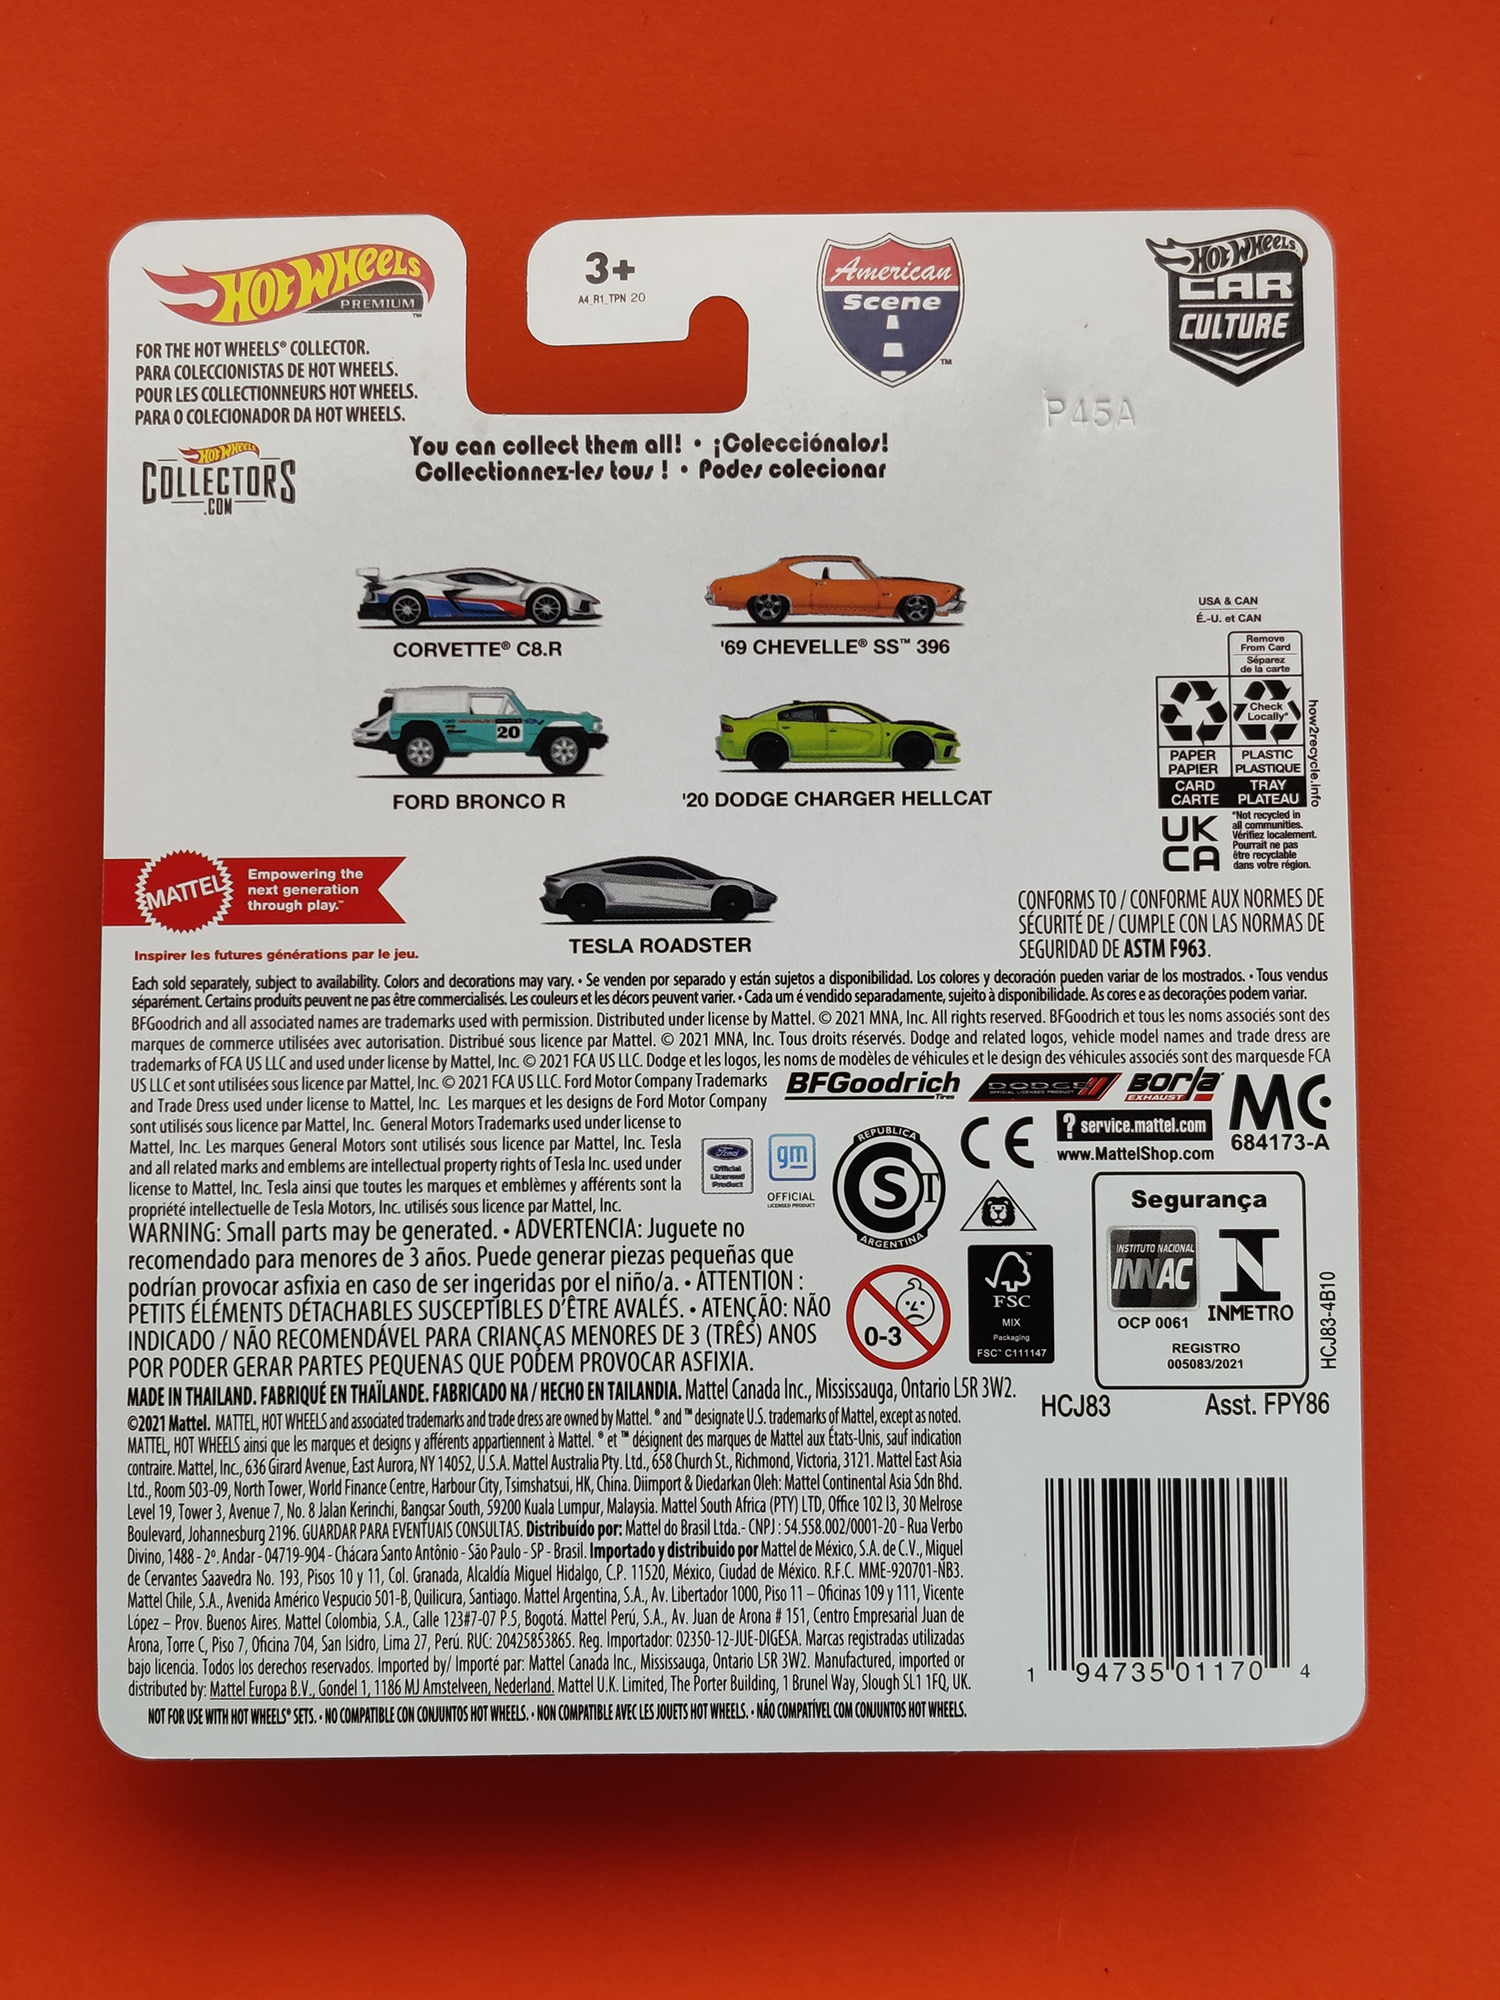 HOT WHEELS
PREMIUM
™
FOR THE HOT WHEELS® COLLECTOR.
PARA COLECCIONISTAS DE HOT WHEELS.
POUR LES COLLECTIONNEURS HOT WHEELS.
PARA O COLECIONADOR DA HOT WHEELS.
3+
A4_R1_TPN 20
American
Scene
™
HOT WHEELS
CAR
CULTURE
P45A
HOT WHEELS
COLLECTORS
.COM
You can collect them all! • ¡Colecciónalos!
Collectionnez-les tous ! • Podes colecionar
CORVETTE® C8.R
'69 CHEVELLE® SS™ 396
20
FORD BRONCO R
'20 DODGE CHARGER HELLCAT
TESLA ROADSTER
USA & CAN
É.-U. et CAN
Remove
From Card
Séparez
de la carte
Check
Locally*
PAPER
PAPIER
PLASTIC
PLASTIQUE
CARD
CARTE
TRAY
PLATEAU
how2recycle.info
UK
CA
*Not recycled in
all communities.
Vérifiez localement.
Pourrait ne pas
être recyclable
dans votre région.
MATTEL
Empowering the
next generation
through play.™
Inspirer les futures générations par le jeu.
CONFORMS TO / CONFORME AUX NORMES DE
SÉCURITÉ DE / CUMPLE CON LAS NORMAS DE
SEGURIDAD DE ASTM F963.
Each sold separately, subject to availability. Colors and decorations may vary. • Se venden por separado y están sujetos a disponibilidad. Los colores y decoración pueden variar de los mostrados. • Tous vendus
séparément. Certains produits peuvent ne pas être commercialisés. Les couleurs et les décors peuvent varier. • Cada um é vendido separadamente, sujeito à disponibilidade. As cores e as decorações podem variar.
BFGoodrich and all associated names are trademarks used with permission. Distributed under license by Mattel. © 2021 MNA, Inc. All rights reserved. BFGoodrich et tous les noms associés sont des
marques de commerce utilisées avec autorisation. Distribué sous licence par Mattel. © 2021 MNA, Inc. Tous droits réservés. Dodge and related logos, vehicle model names and trade dress are
trademarks of FCA US LLC and used under license by Mattel, Inc. © 2021 FCA US LLC. Dodge et les logos, les noms de modèles de véhicules et le design des véhicules associés sont des marquesde FCA
US LLC et sont utilisées sous licence par Mattel, Inc. © 2021 FCA US LLC. Ford Motor Company Trademarks
and Trade Dress used under license to Mattel, Inc. Les marques et les designs de Ford Motor Company
sont utilisés sous licence par Mattel, Inc. General Motors Trademarks used under license to
Mattel, Inc. Les marques General Motors sont utilisés sous licence par Mattel, Inc. Tesla
and all related marks and emblems are intellectual property rights of Tesla Inc. used under
license to Mattel, Inc. Tesla ainsi que toutes les marques et emblèmes y afférents sont la
propriété intellectuelle de Tesla Motors, Inc. utilisés sous licence par Mattel, Inc.
BFGoodrich
Tires
DODGE
OFFICIAL LICENSED PRODUCT
BORLA
EXHAUST
MC
684173-A
? service.mattel.com
www.MattelShop.com
Ford
Official
Licensed
Product
gm
OFFICIAL
LICENSED PRODUCT
REPUBLICA
S
T
ARGENTINA
CE
WARNING: Small parts may be generated. • ADVERTENCIA: Juguete no
recomendado para menores de 3 años. Puede generar piezas pequeñas que
podrían provocar asfixia en caso de ser ingeridas por el niño/a. • ATTENTION :
PETITS ÉLÉMENTS DÉTACHABLES SUSCEPTIBLES D'ÊTRE AVALÉS. • ATENÇÃO: NÃO
INDICADO / NÃO RECOMENDÁVEL PARA CRIANÇAS MENORES DE 3 (TRÊS) ANOS
POR PODER GERAR PARTES PEQUENAS QUE PODEM PROVOCAR ASFIXIA.
0-3
FSC
MIX
Packaging
FSC™ C111147
Segurança
INSTITUTO NACIONAL
INNAC
OCP 0061
INMETRO
REGISTRO
005083/2021
HCJ83-4B10
MADE IN THAILAND. FABRIQUÉ EN THAÏLANDE. FABRICADO NA / HECHO EN TAILANDIA. Mattel Canada Inc., Mississauga, Ontario L5R 3W2.
HCJ83
Asst. FPY86
©2021 Mattel. MATTEL, HOT WHEELS and associated trademarks and trade dress are owned by Mattel. ® and ™ designate U.S. trademarks of Mattel, except as noted.
MATTEL, HOT WHEELS ainsi que les marques et designs y afférents appartiennent à Mattel. ® et ™ désignent des marques de Mattel aux États-Unis, sauf indication
contraire. Mattel, Inc., 636 Girard Avenue, East Aurora, NY 14052, U.S.A. Mattel Australia Pty. Ltd., 658 Church St., Richmond, Victoria, 3121. Mattel East Asia
Ltd., Room 503-09, North Tower, World Finance Centre, Harbour City, Tsimshatsui, HK, China. Diimport & Diedarkan Oleh: Mattel Continental Asia Sdn Bhd.
Level 19, Tower 3, Avenue 7, No. 8 Jalan Kerinchi, Bangsar South, 59200 Kuala Lumpur, Malaysia. Mattel South Africa (PTY) LTD, Office 102 I3, 30 Melrose
Boulevard, Johannesburg 2196. GUARDAR PARA EVENTUAIS CONSULTAS. Distribuído por: Mattel do Brasil Ltda.- CNPJ : 54.558.002/0001-20 - Rua Verbo
Divino, 1488 - 2º. Andar - 04719-904 - Chácara Santo Antônio - São Paulo - SP - Brasil. Importado y distribuido por Mattel de México, S.A. de C.V., Miguel
de Cervantes Saavedra No. 193, Pisos 10 y 11, Col. Granada, Alcaldía Miguel Hidalgo, C.P. 11520, México, Ciudad de México. R.F.C. MME-920701-NB3.
Mattel Chile, S.A., Avenida Américo Vespucio 501-B, Quilicura, Santiago. Mattel Argentina, S.A., Av. Libertador 1000, Piso 11 – Oficinas 109 y 111, Vicente
López – Prov. Buenos Aires. Mattel Colombia, S.A., Calle 123#7-07 P.5, Bogotá. Mattel Perú, S.A., Av. Juan de Arona # 151, Centro Empresarial Juan de
Arona, Torre C, Piso 7, Oficina 704, San Isidro, Lima 27, Perú. RUC: 20425853865. Reg. Importador: 02350-12-JUE-DIGESA. Marcas registradas utilizadas
bajo licencia. Todos los derechos reservados. Imported by/ Importé par: Mattel Canada Inc., Mississauga, Ontario L5R 3W2. Manufactured, imported or
distributed by: Mattel Europa B.V., Gondel 1, 1186 MJ Amstelveen, Nederland. Mattel U.K. Limited, The Porter Building, 1 Brunel Way, Slough SL1 1FQ, UK.
NOT FOR USE WITH HOT WHEELS® SETS. • NO COMPATIBLE CON CONJUNTOS HOT WHEELS. • NON COMPATIBLE AVEC LES JOUETS HOT WHEELS. • NÃO COMPATÍVEL COM CONJUNTOS HOT WHEELS.
1 94735 01170 4